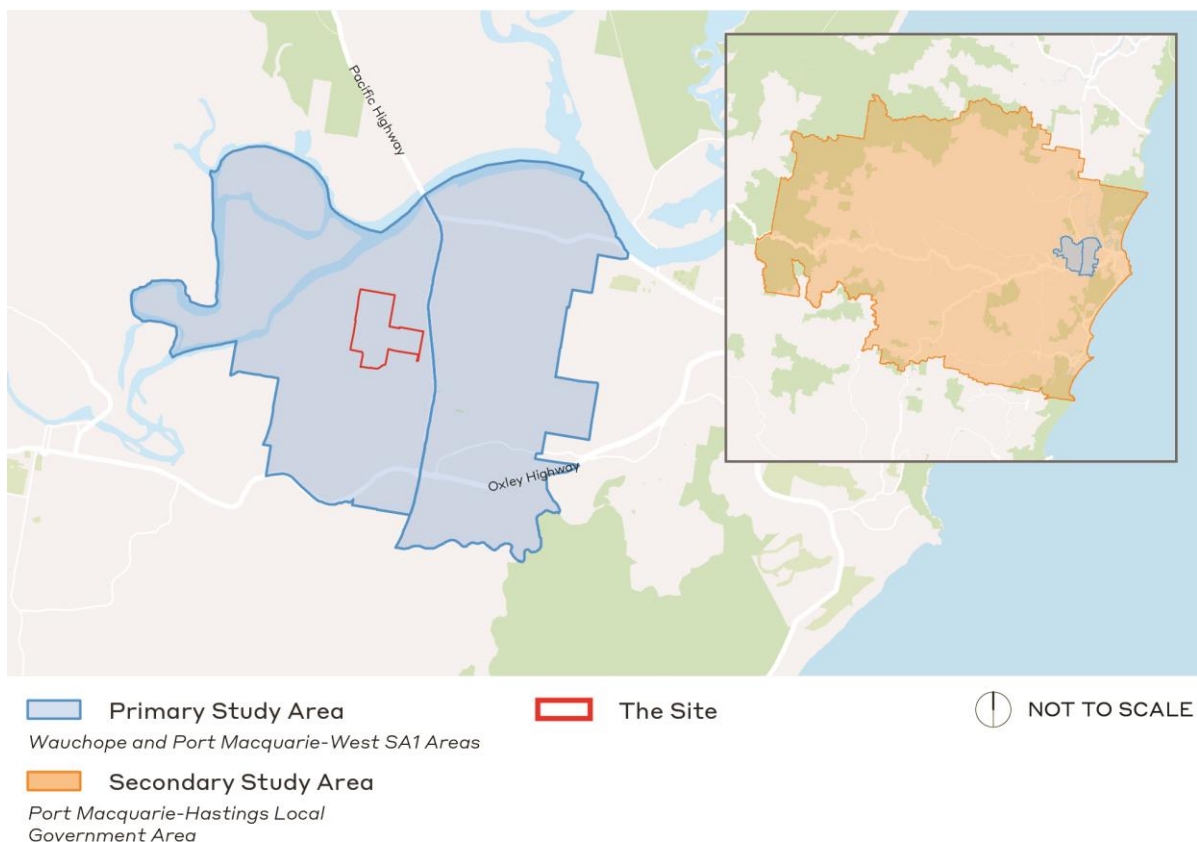 Pacific Highway
Oxley Highway
Primary Study Area
Wauchope and Port Macquarie-West SA1 Areas
The Site
NOT TO SCALE
Secondary Study Area
Port Macquarie-Hastings Local
Government Area